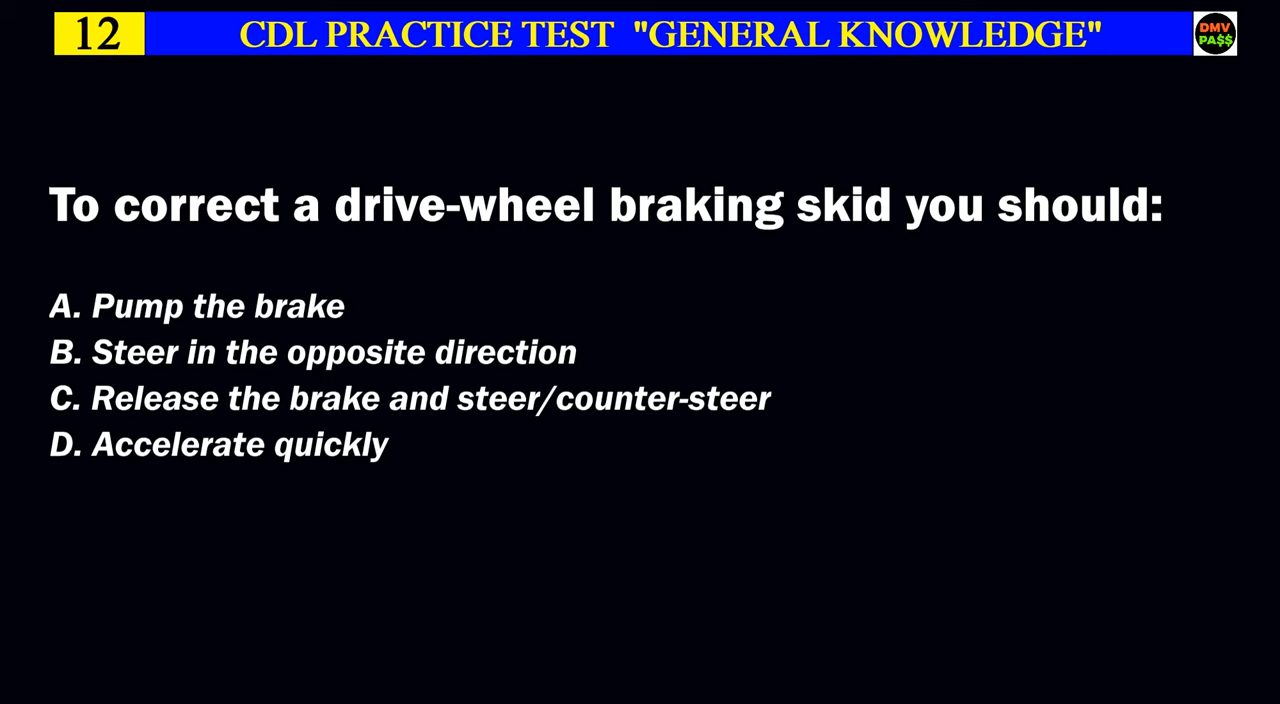 12
CDL PRACTICE TEST "GENERAL KNOWLEDGE"
DMV
PA$$
To correct a drive-wheel braking skid you should:
A. Pump the brake
B. Steer in the opposite direction
C. Release the brake and steer/counter-steer
D. Accelerate quickly